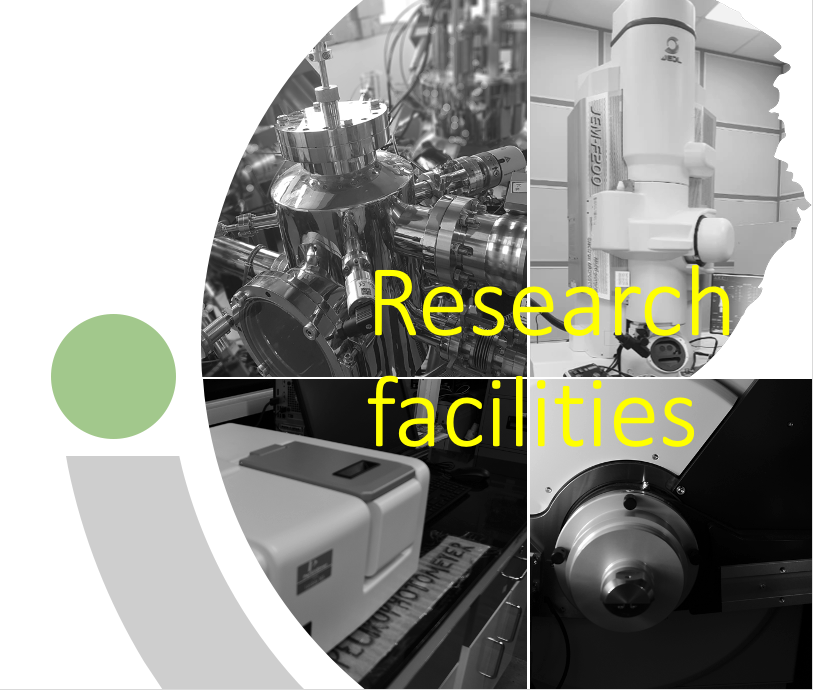 JEOL
JEM-F200
Research
facilities
SPECTROPHOTOMETER